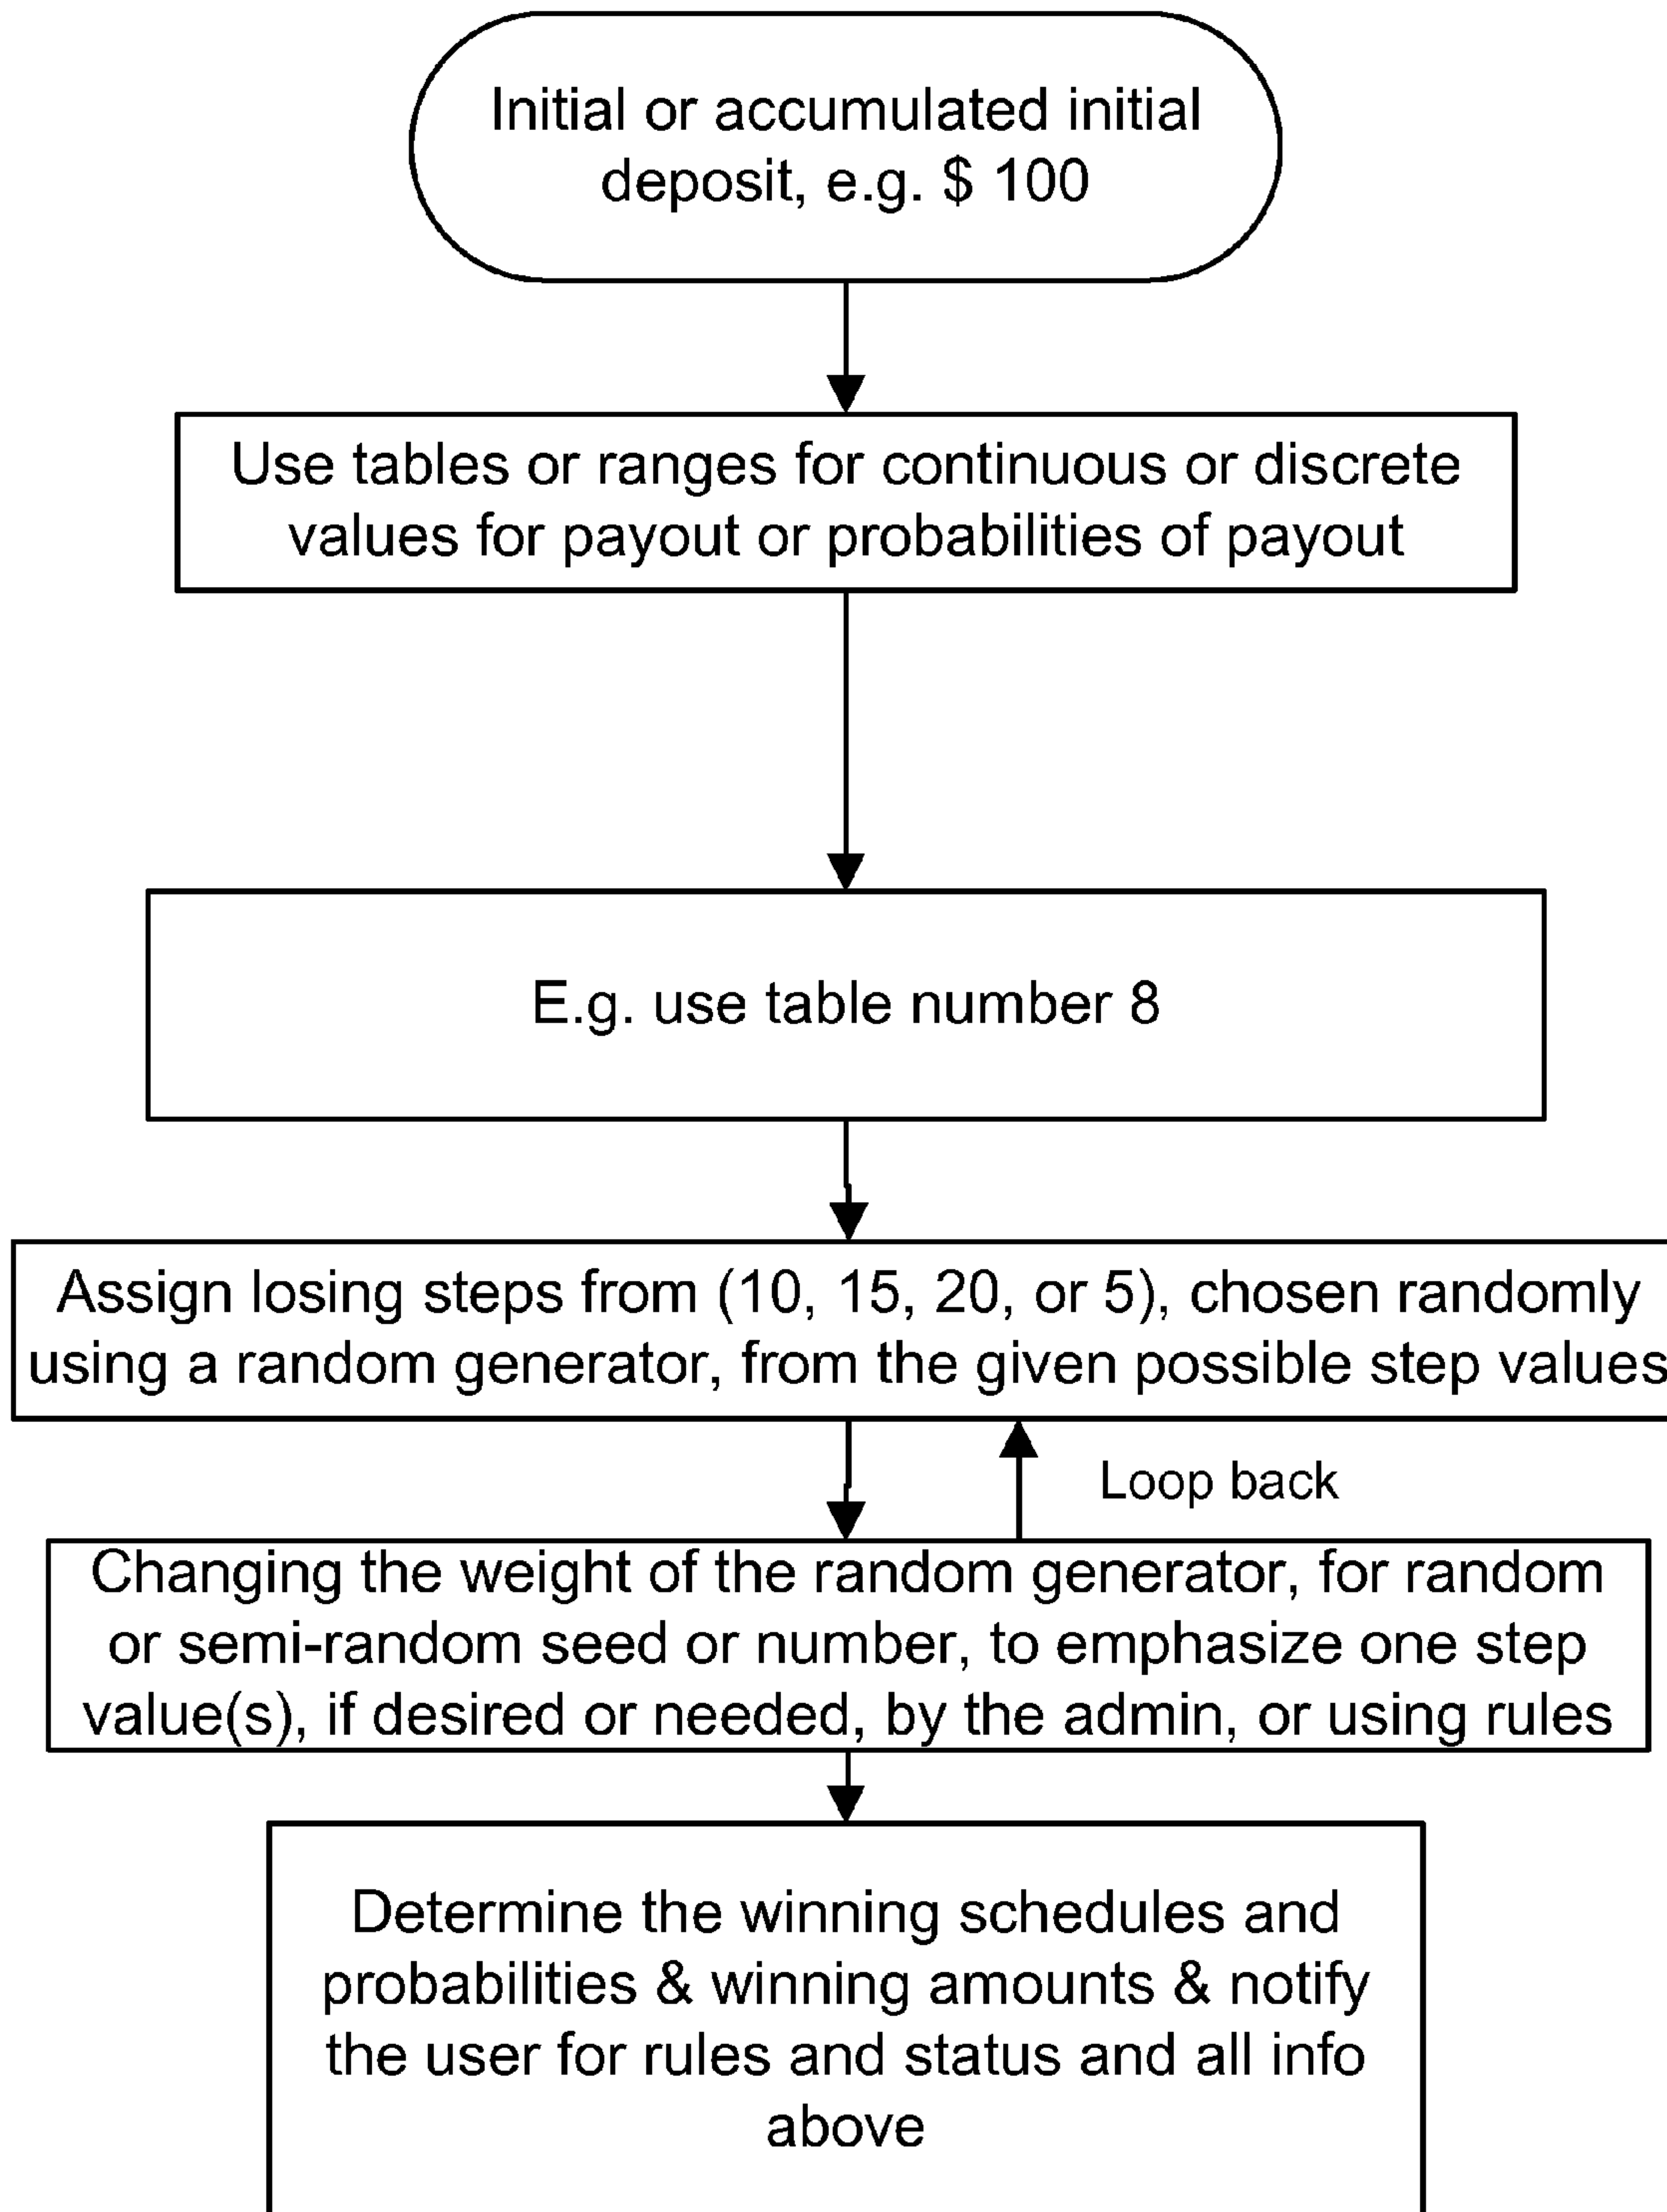 Initial or accumulated initial
deposit, e.g. $ 100
Use tables or ranges for continuous or discrete
values for payout or probabilities of payout
E.g. use table number 8
Assign losing steps from (10, 15, 20, or 5), chosen randomly
using a random generator, from the given possible step values
Loop back
Changing the weight of the random generator, for random
or semi-random seed or number, to emphasize one step
value(s), if desired or needed, by the admin, or using rules
Determine the winning schedules and
probabilities & winning amounts & notify
the user for rules and status and all info
above